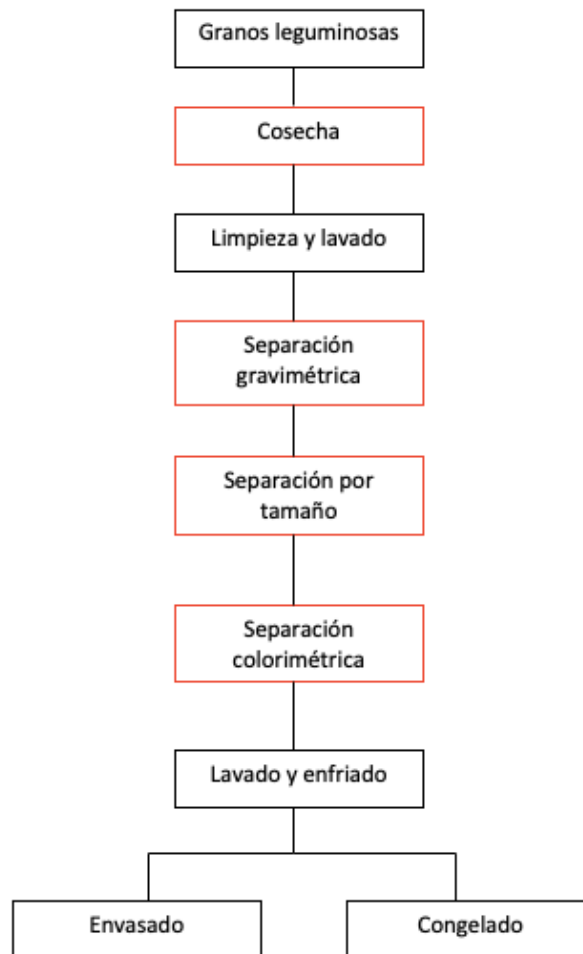 Granos leguminosas
Cosecha
Limpieza y lavado
Separación
gravimétrica
Separación por
tamaño
Separación
colorimétrica
Lavado y enfriado
Envasado
Congelado